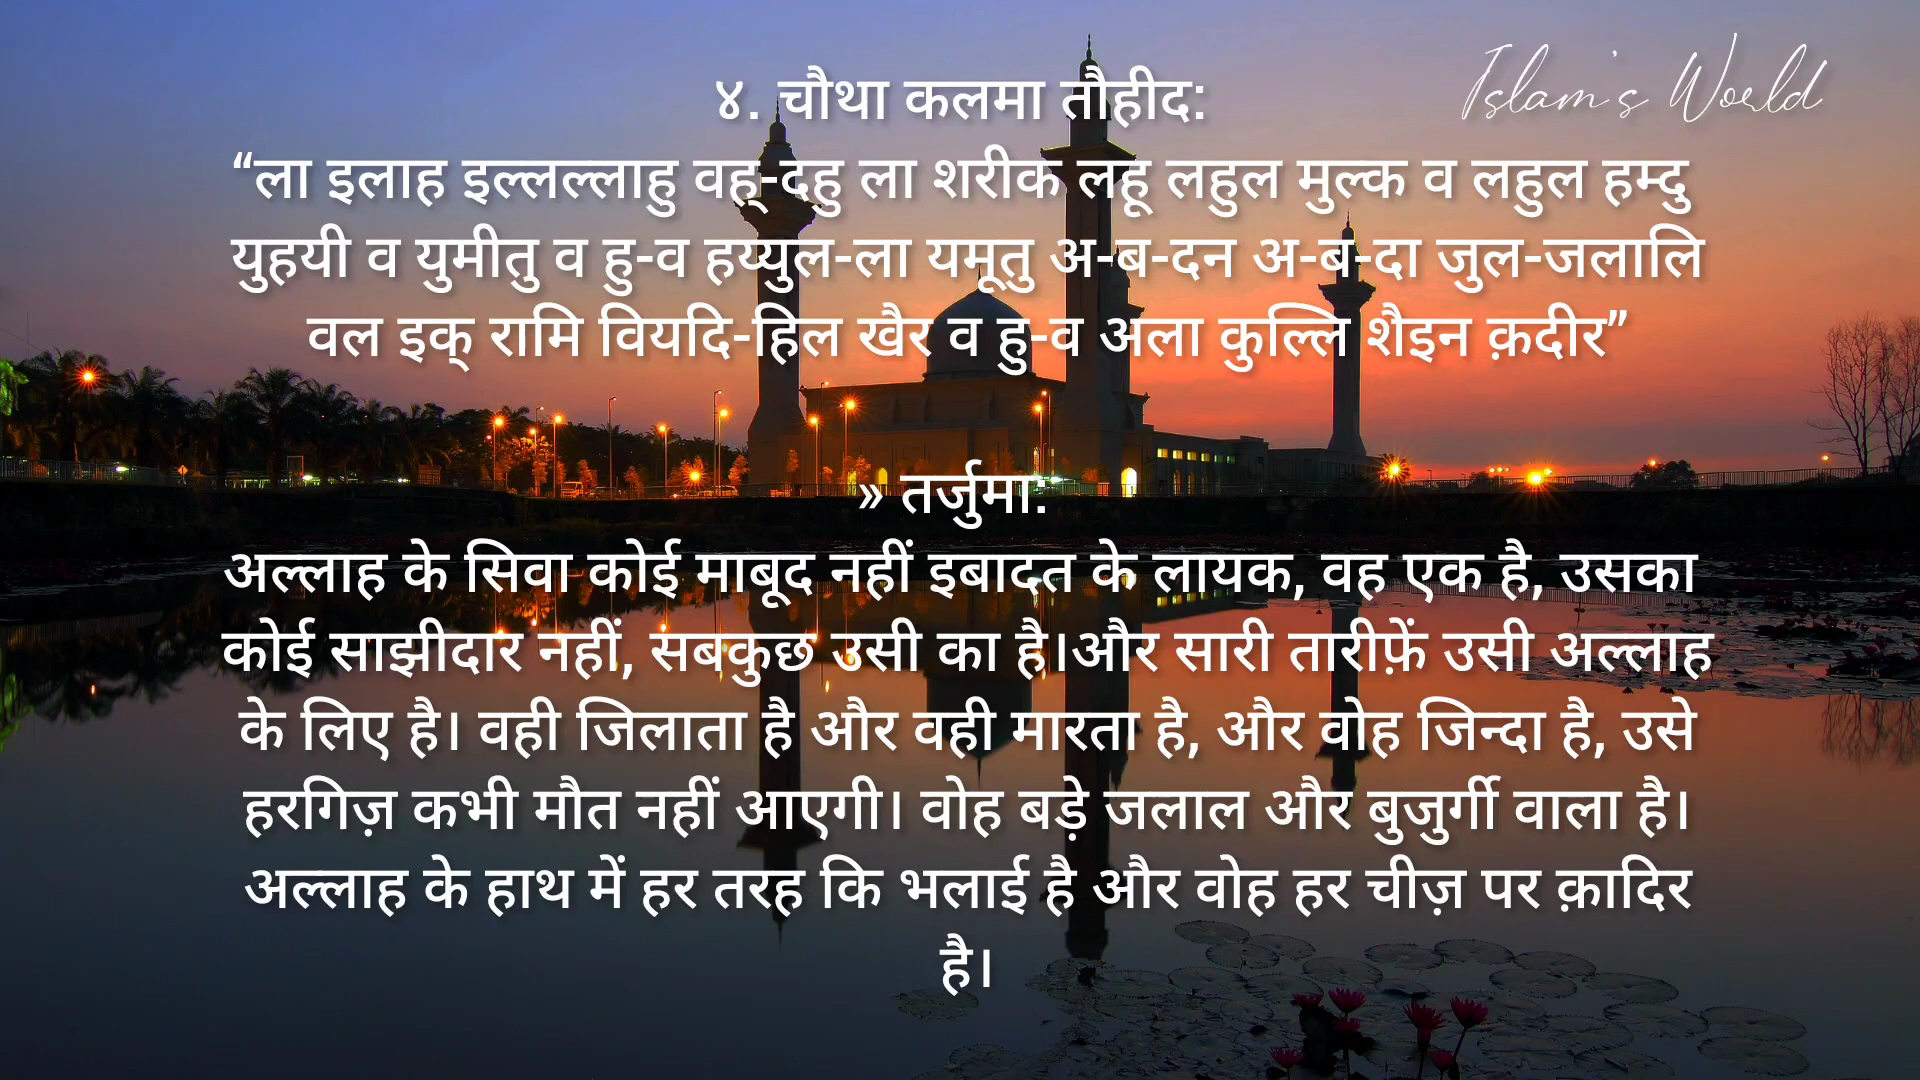 Islam's World
४. चौथा कलमा तौहीद:
“ला इलाह इल्लल्लाहु वह्-दहु ला शरीक लहू लहुल मुल्क व लहुल हम्दु
युहयी व युमीतु व हु-व हय्युल-ला यमूतु अ-ब-दन अ-ब-दा जुल-जलालि
वल इक् रामि वियदि-हिल खैर व हु-व अला कुल्लि शैइन क़दीर”
» तर्जुमा:
अल्लाह के सिवा कोई माबूद नहीं इबादत के लायक, वह एक है, उसका
कोई साझीदार नहीं, सबकुछ उसी का है।और सारी तारीफ़ें उसी अल्लाह
के लिए है। वही जिलाता है और वही मारता है, और वोह जिन्दा है, उसे
हरगिज़ कभी मौत नहीं आएगी। वोह बड़े जलाल और बुजुर्गी वाला है।
अल्लाह के हाथ में हर तरह कि भलाई है और वोह हर चीज़ पर क़ादिर
है।